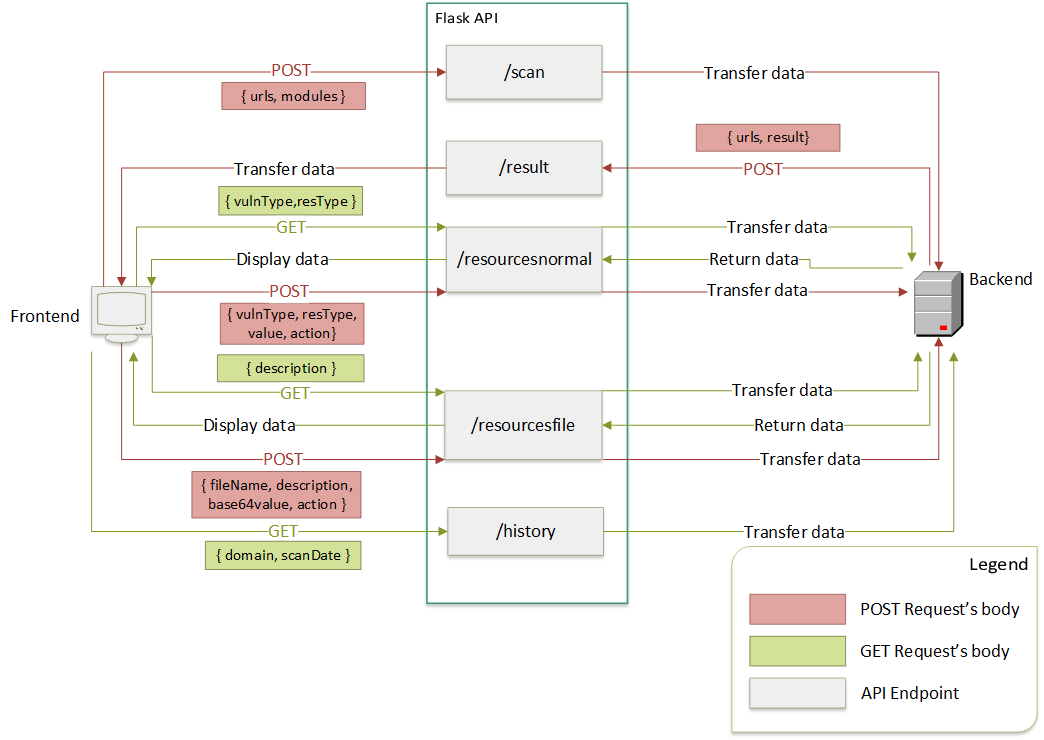 Flask API
POST
/scan
Transfer data
{ urls, modules }
{ urls, result}
Transfer data
/result
POST
{ vulnType,resType }
GET
Transfer data
Display data
/resourcesnormal
Return data
Backend
POST
Transfer data
Frontend
{ vulnType, resType,
value, action}
{ description }
GET
Transfer data
Display data
/resourcesfile
Return data
POST
Transfer data
{ fileName, description,
base64value, action }
GET
/history
Transfer data
{ domain, scanDate }
Legend
POST Request’s body
GET Request’s body
API Endpoint